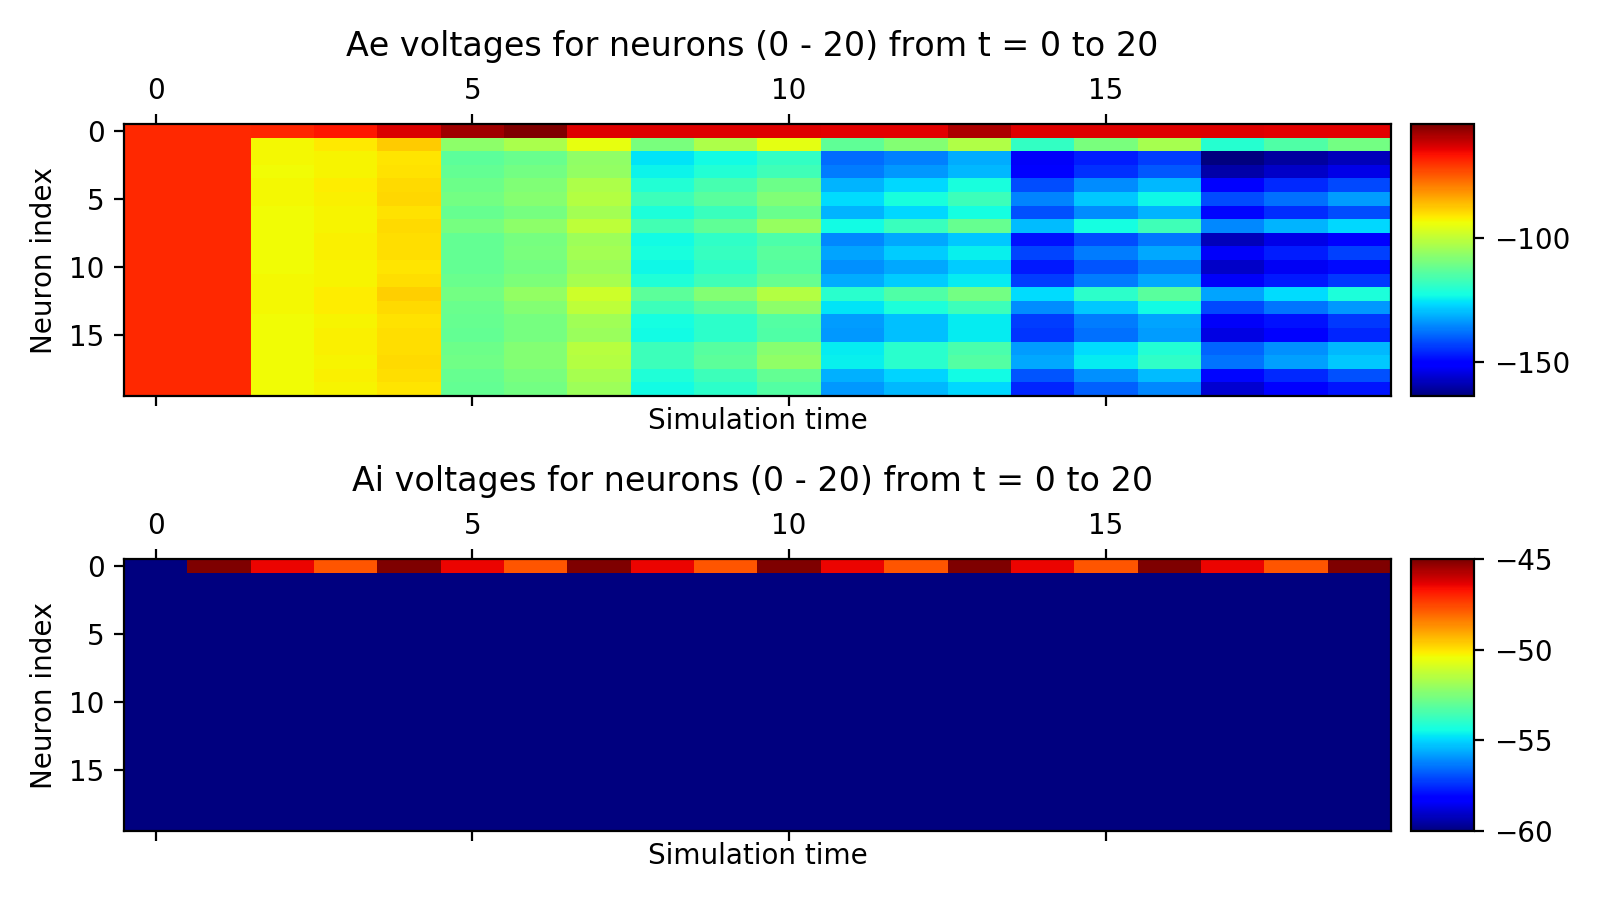 Ae voltages for neurons (0 - 20) from t = 0 to 20
0 5 10 15
0
5
10
15
Neuron index
Simulation time
−100
−150
Ai voltages for neurons (0 - 20) from t = 0 to 20
0 5 10 15
0
5
10
15
Neuron index
Simulation time
−45
−50
−55
−60